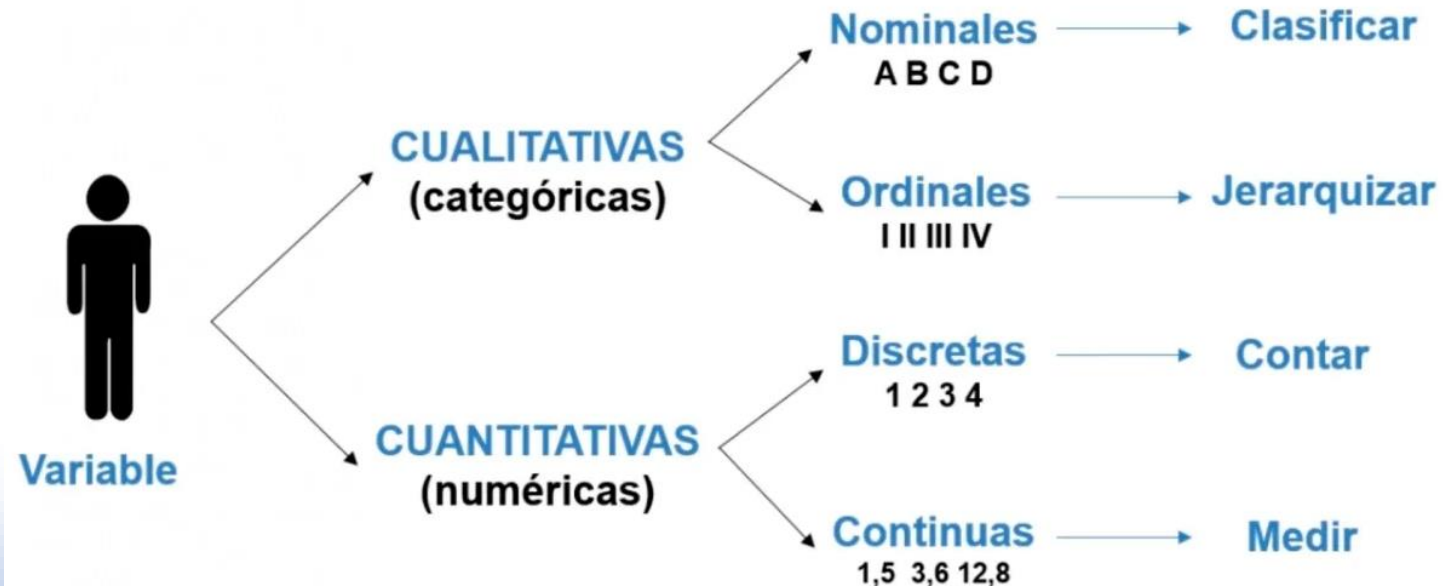 Variable
CUALITATIVAS
(categóricas)
CUANTITATIVAS
(numéricas)
Nominales
A B C D
Clasificar
Ordinales
I II III IV
Jerarquizar
Discretas
1 2 3 4
Contar
Continuas
1,5 3,6 12,8
Medir